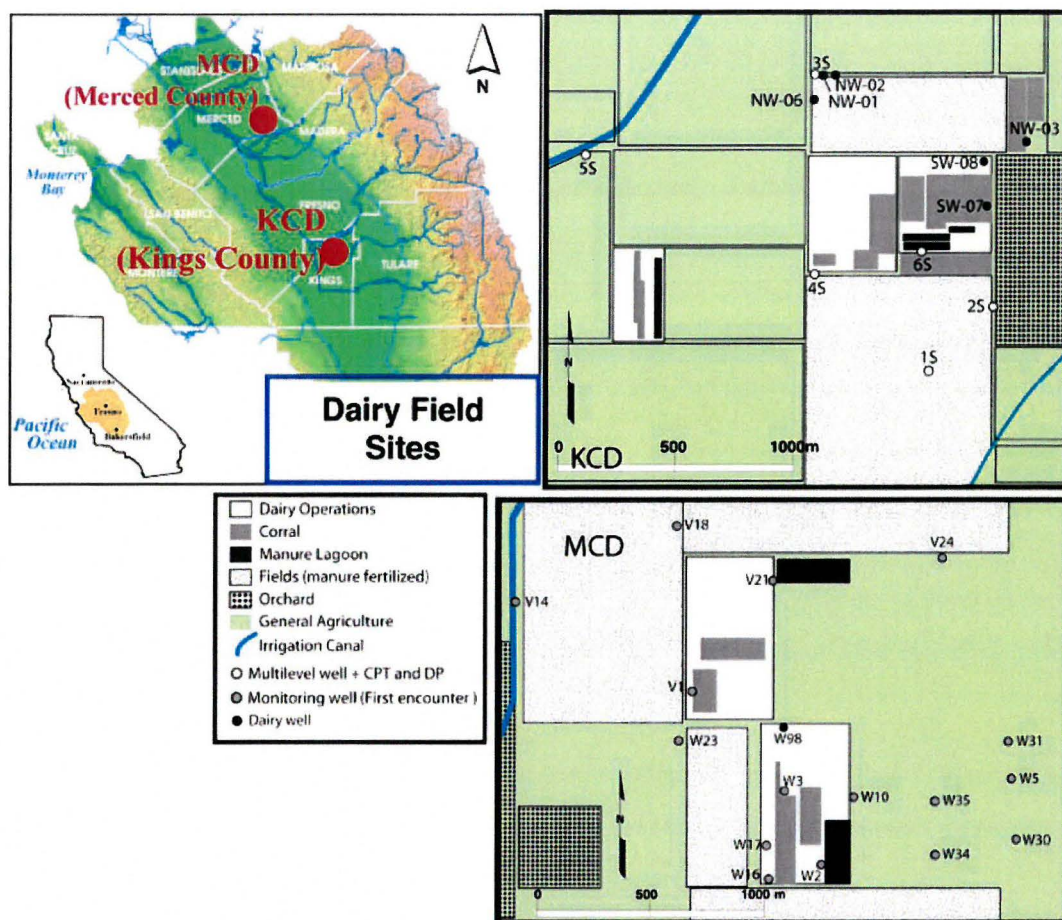 MCD
(Merced County)
STANISLAUS
MARIPOSA
MERCED
MADERA
N
SANTA
CRUZ
Monterey
Bay
SAN BENITO
FRESNO
KCD
(Kings County)
MONTEREY
KINGS
TULARE
Sacramento
Fresno
Bakersfield
Pacific
Ocean
Dairy Field
Sites
3S
NW-02
NW-01
NW-06
NW-03
5S
SW-08
SW-07
6S
4S
2S
1S
N
0
500
1000m
KCD
Dairy Operations
Corral
Manure Lagoon
Fields (manure fertilized)
Orchard
General Agriculture
Irrigation Canal
Multilevel well + CPT and DP
Monitoring well (First encounter )
Dairy well
MCD
V18
V24
V21
V14
V1
W23
W98
W31
W3
W5
W10
W35
W17
W30
W34
W2
W16
N
0
500
1000 m